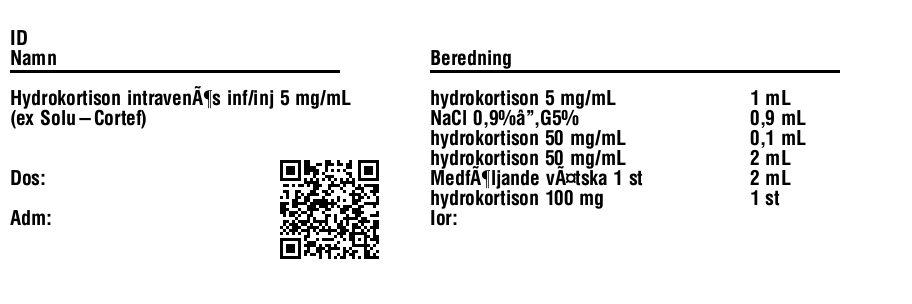 ID
Namn
Hydrokortison intravenÃ¶s inf/inj 5 mg/mL
(ex Solu–Cortef)
Dos:
Adm:
Beredning
hydrokortison 5 mg/mL 1 mL
NaCl 0,9%â”‚G5% 0,9 mL
hydrokortison 50 mg/mL 0,1 mL
hydrokortison 50 mg/mL 2 mL
MedfÃ¶ljande vÃ¤tska 1 st 2 mL
hydrokortison 100 mg 1 st
lor: